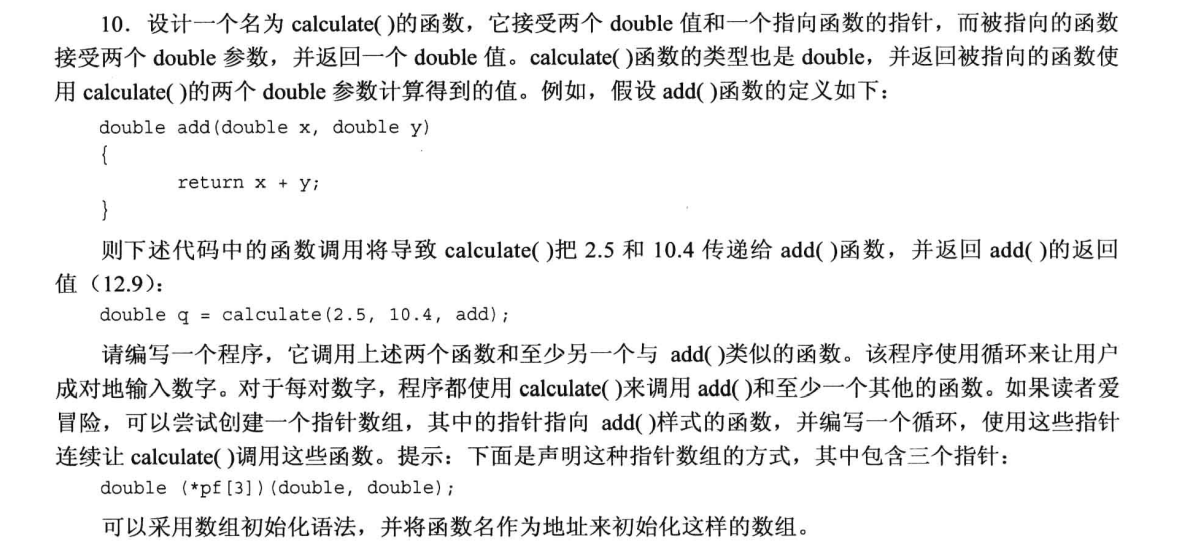 10．设计一个名为 calculate( )的函数，它接受两个 double 值和一个指向函数的指针，而被指向的函数
接受两个 double 参数，并返回一个 double 值。calculate( )函数的类型也是 double，并返回被指向的函数使
用 calculate( )的两个 double 参数计算得到的值。例如，假设 add( )函数的定义如下：
double add(double x, double y)
{
return x + y;
}
则下述代码中的函数调用将导致 calculate( )把 2.5 和 10.4 传递给 add( )函数，并返回 add( )的返回
值（12.9）：
double q = calculate(2.5, 10.4, add);
请编写一个程序，它调用上述两个函数和至少另一个与 add( )类似的函数。该程序使用循环来让用户
成对地输入数字。对于每对数字，程序都使用 calculate( )来调用 add( )和至少一个其他的函数。如果读者爱
冒险，可以尝试创建一个指针数组，其中的指针指向 add( )样式的函数，并编写一个循环，使用这些指针
连续让 calculate( )调用这些函数。提示：下面是声明这种指针数组的方式，其中包含三个指针：
double (*pf[3])(double, double);
可以采用数组初始化语法，并将函数名作为地址来初始化这样的数组。